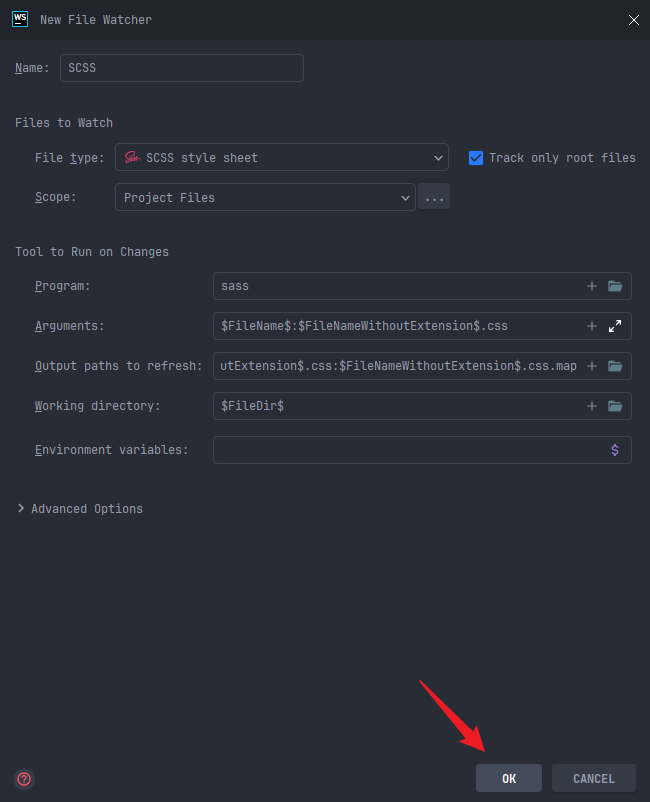 WS New File Watcher
Name: SCSS
Files to Watch
File type: Sass SCSS style sheet Track only root files
Scope: Project Files ...
Tool to Run on Changes
Program: sass
Arguments: $FileName$:$FileNameWithoutExtension$.css
Output paths to refresh: utExtension$.css:$FileNameWithoutExtension$.css.map
Working directory: $FileDir$
Environment variables: $
Advanced Options
? OK CANCEL